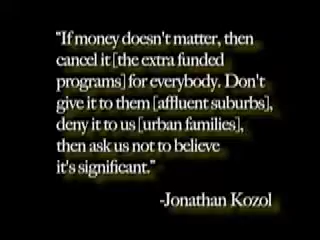 "If money doesn't matter, then
cancel it [the extra funded
programs] for everybody. Don't
give it to them [affluent suburbs],
deny it to us [urban families],
then ask us not to believe
it's significant."
-Jonathan Kozol